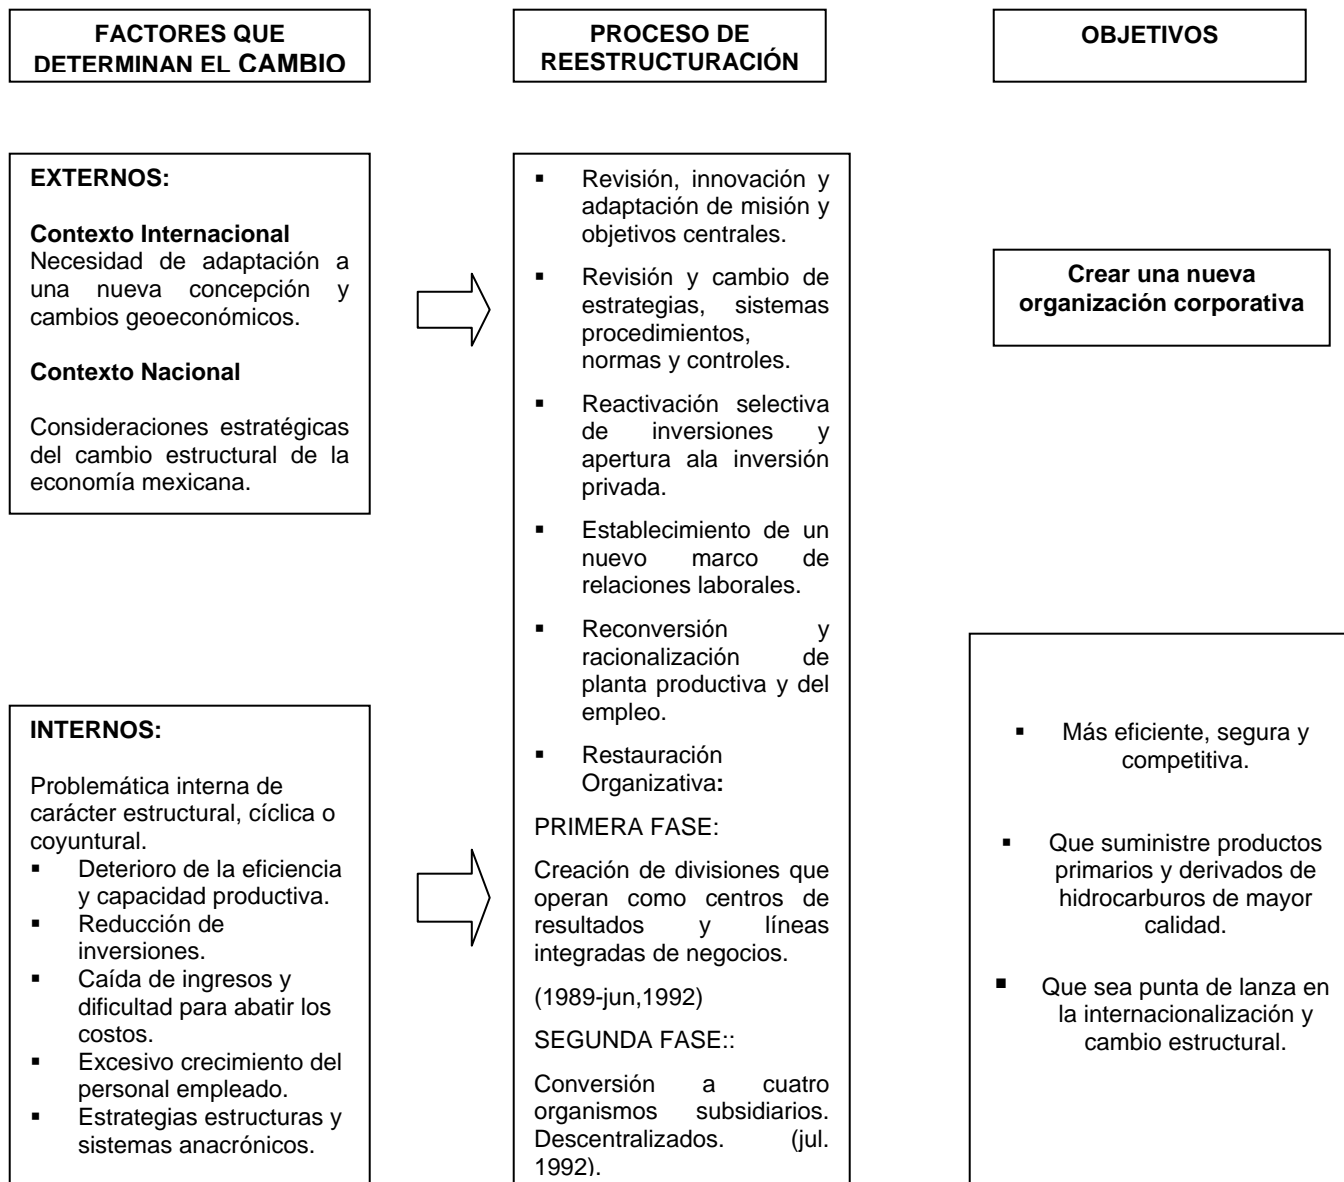 FACTORES QUE
DETERMINAN EL CAMBIO
PROCESO DE
REESTRUCTURACIÓN
OBJETIVOS
EXTERNOS:
Contexto Internacional
Necesidad de adaptación a
una nueva concepción y
cambios geoeconómicos.
Contexto Nacional
Consideraciones estratégicas
del cambio estructural de la
economía mexicana.
INTERNOS:
Problemática interna de
carácter estructural, cíclica o
coyuntural.
▪ Deterioro de la eficiencia
y capacidad productiva.
▪ Reducción de
inversiones.
▪ Caída de ingresos y
dificultad para abatir los
costos.
▪ Excesivo crecimiento del
personal empleado.
▪ Estrategias estructuras y
sistemas anacrónicos.
▪ Revisión, innovación y
adaptación de misión y
objetivos centrales.
▪ Revisión y cambio de
estrategias, sistemas
procedimientos,
normas y controles.
▪ Reactivación selectiva
de inversiones y
apertura ala inversión
privada.
▪ Establecimiento de un
nuevo marco de
relaciones laborales.
▪ Reconversión y
racionalización de
planta productiva y del
empleo.
▪ Restauración
Organizativa:
PRIMERA FASE:
Creación de divisiones que
operan como centros de
resultados y líneas
integradas de negocios.
(1989-jun,1992)
SEGUNDA FASE::
Conversión a cuatro
organismos subsidiarios.
Descentralizados. (jul.
1992).
Crear una nueva
organización corporativa
▪ Más eficiente, segura y
competitiva.
▪ Que suministre productos
primarios y derivados de
hidrocarburos de mayor
calidad.
▪ Que sea punta de lanza en
la internacionalización y
cambio estructural.